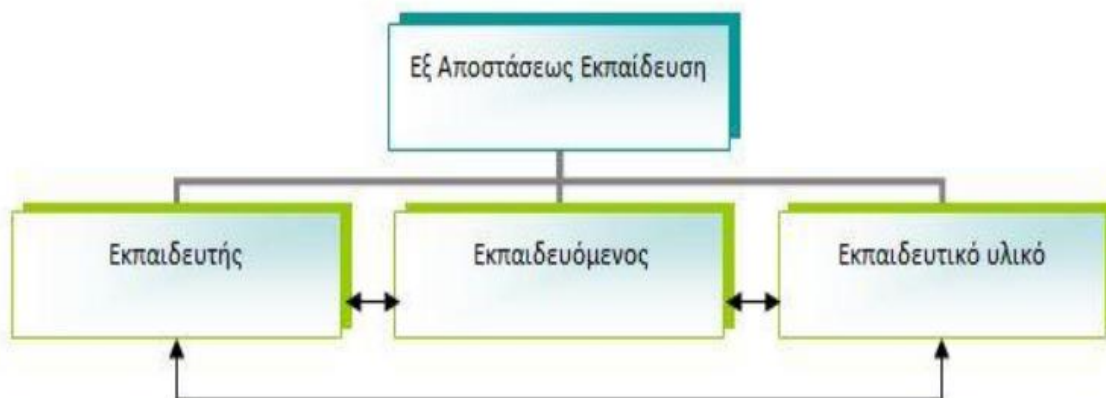 Εξ Αποστάσεως Εκπαίδευση
Εκπαιδευτής
Εκπαιδευόμενος
Εκπαιδευτικό υλικό